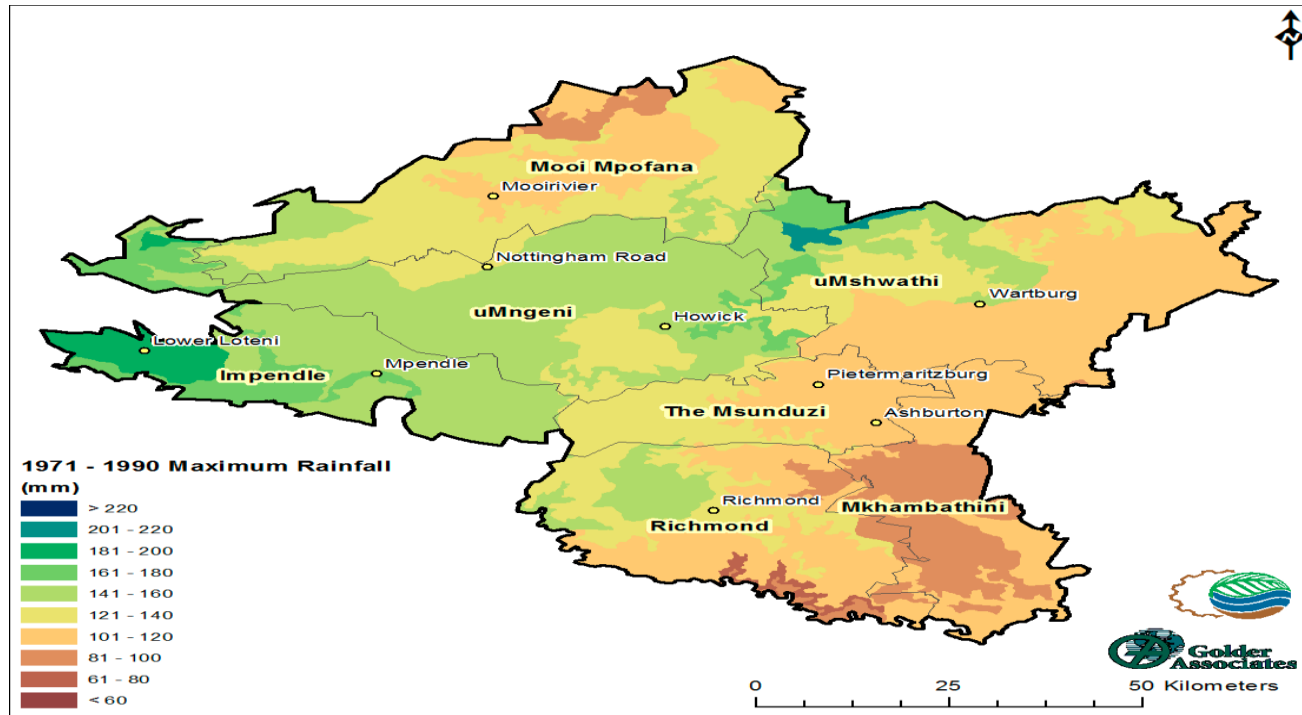 N
Mooi Mpofana
Mooirivier
Nottingham Road
uMshwathi
Wartburg
uMngeni
Howick
Lower Loteni
Mpendle
Impendle
Pietermaritzburg
The Msunduzi
Ashburton
1971 - 1990 Maximum Rainfall
(mm)
> 220
201 - 220
181 - 200
161 - 180
141 - 160
121 - 140
101 - 120
81 - 100
61 - 80
< 60
Richmond
Mkhambathini
Richmond
Golder
Associates
0 25 50 Kilometers